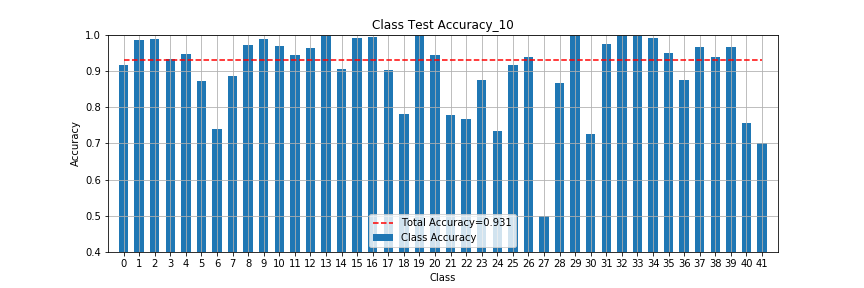 Class Test Accuracy_10
1.0
0.9
0.8
0.7
0.6
0.5
0.4
Accuracy
Total Accuracy=0.931
Class Accuracy
0 1 2 3 4 5 6 7 8 9 10 11 12 13 14 15 16 17 18 19 20 21 22 23 24 25 26 27 28 29 30 31 32 33 34 35 36 37 38 39 40 41
Class